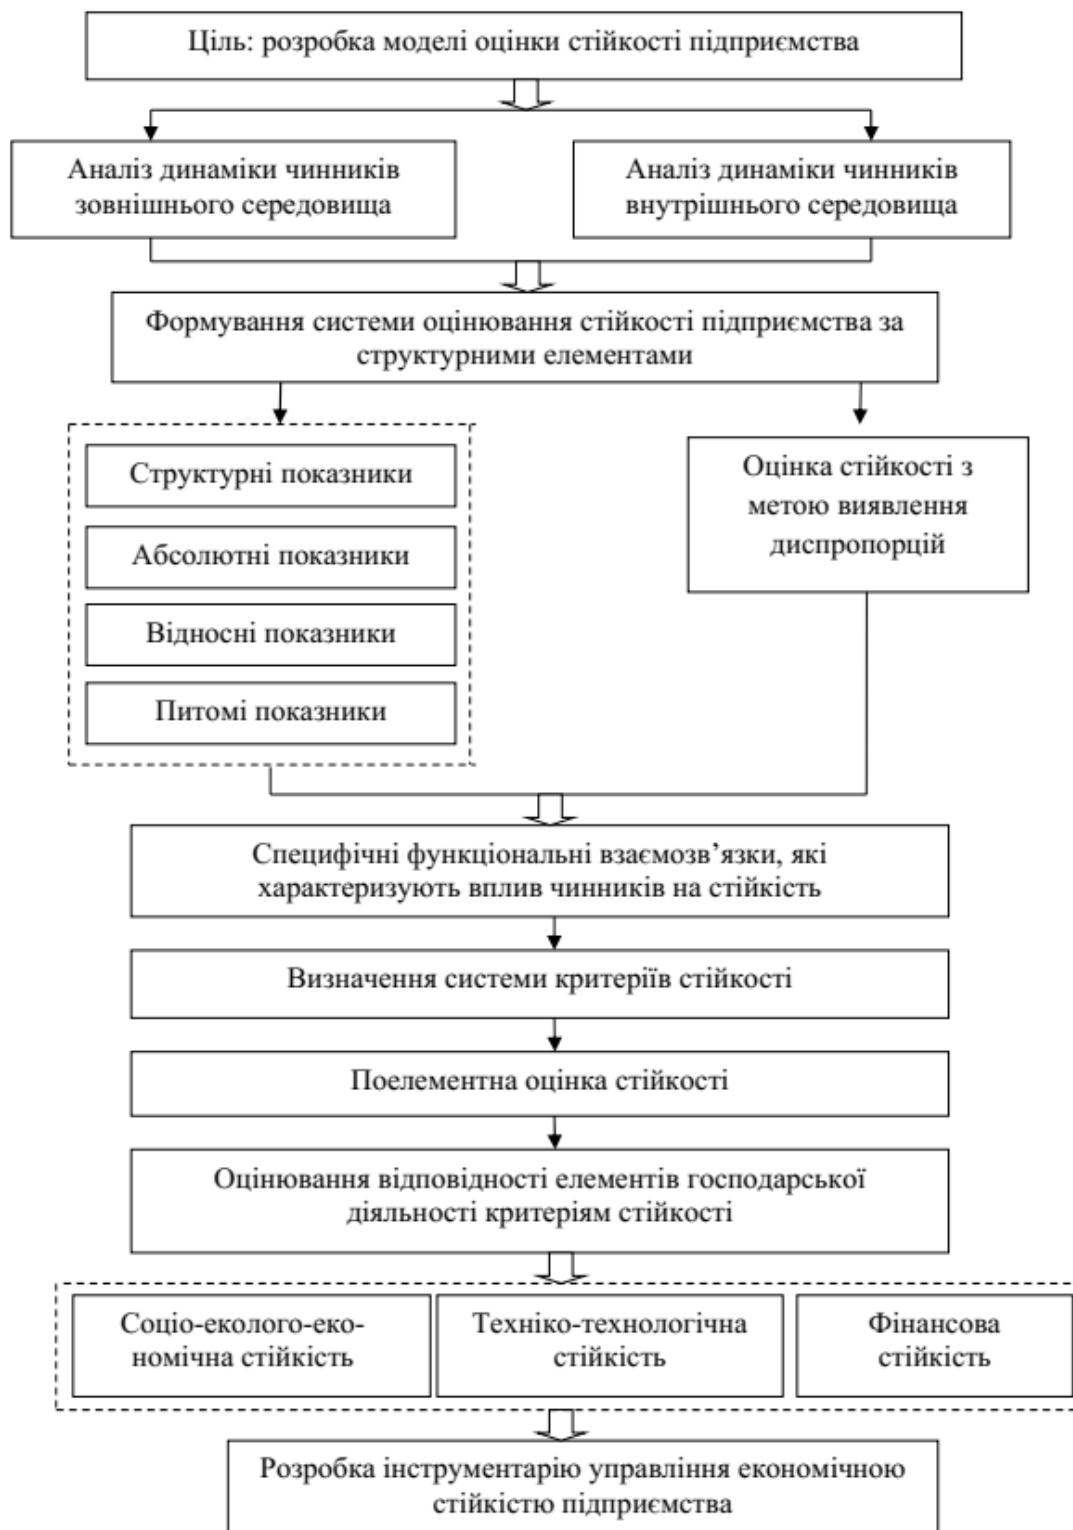 Ціль: розробка моделі оцінки стійкості підприємства
Аналіз динаміки чинників
зовнішнього середовища
Аналіз динаміки чинників
внутрішнього середовища
Формування системи оцінювання стійкості підприємства за
структурними елементами
Структурні показники
Абсолютні показники
Відносні показники
Питомі показники
Оцінка стійкості з
метою виявлення
диспропорцій
Специфічні функціональні взаємозв’язки, які
характеризують вплив чинників на стійкість
Визначення системи критеріїв стійкості
Поелементна оцінка стійкості
Оцінювання відповідності елементів господарської
діяльності критеріям стійкості
Соціо-еколого-еко-
номічна стійкість
Техніко-технологічна
стійкість
Фінансова
стійкість
Розробка інструментарію управління економічною
стійкістю підприємства